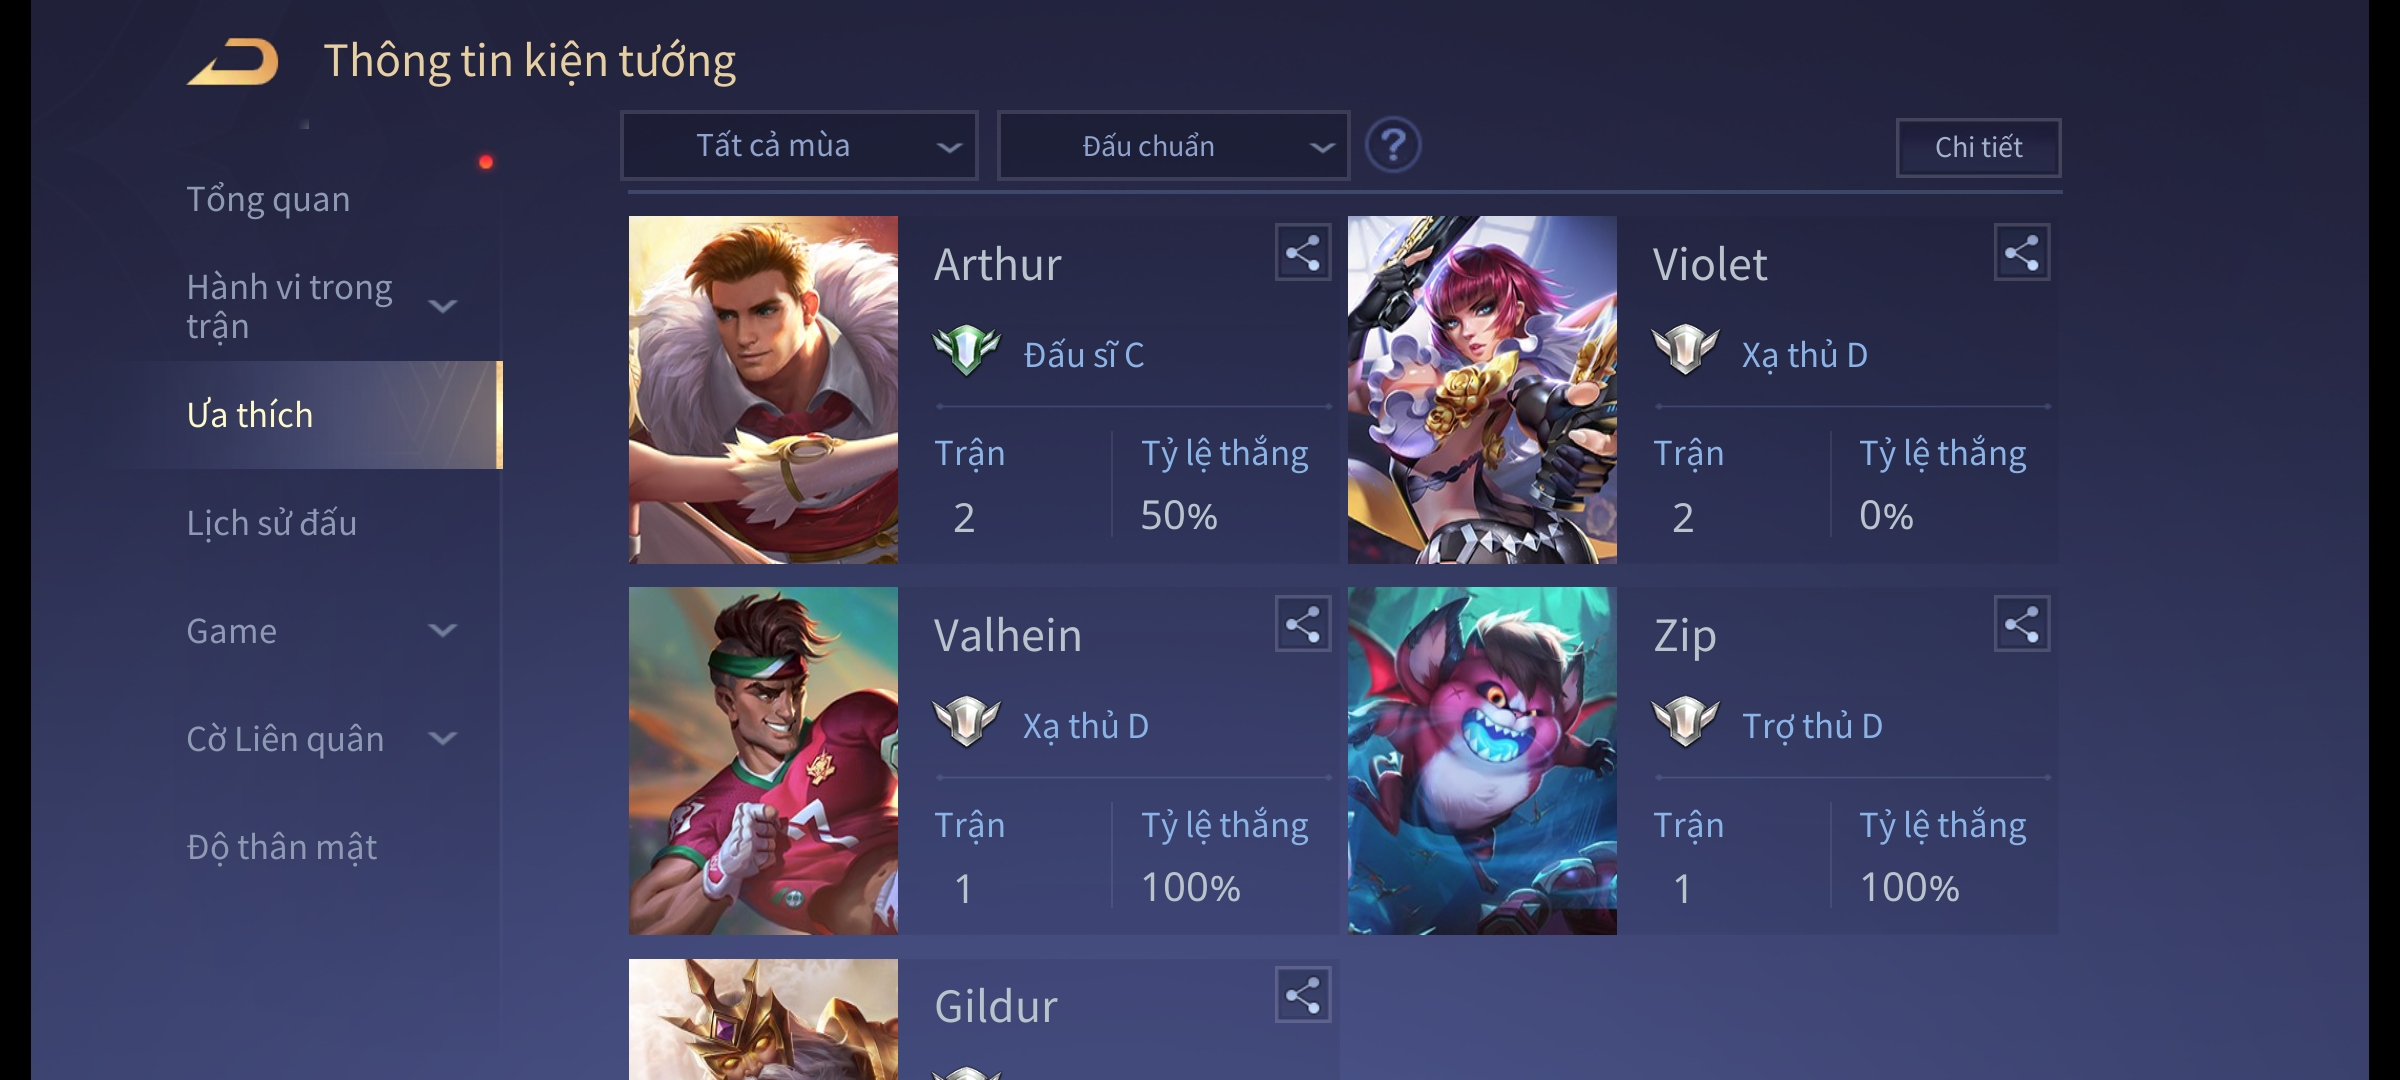 Thông tin kiện tướng
Tất cả mùa
Đấu chuẩn
?
Chi tiết
Tổng quan
Hành vi trong
trận
Ưa thích
Lịch sử đấu
Game
Cờ Liên quân
Độ thân mật
Arthur
Đấu sĩ C
Trận
Tỷ lệ thắng
2
50%
Violet
Xạ thủ D
Trận
Tỷ lệ thắng
2
0%
Valhein
Xạ thủ D
Trận
Tỷ lệ thắng
1
100%
Zip
Trợ thủ D
Trận
Tỷ lệ thắng
1
100%
Gildur